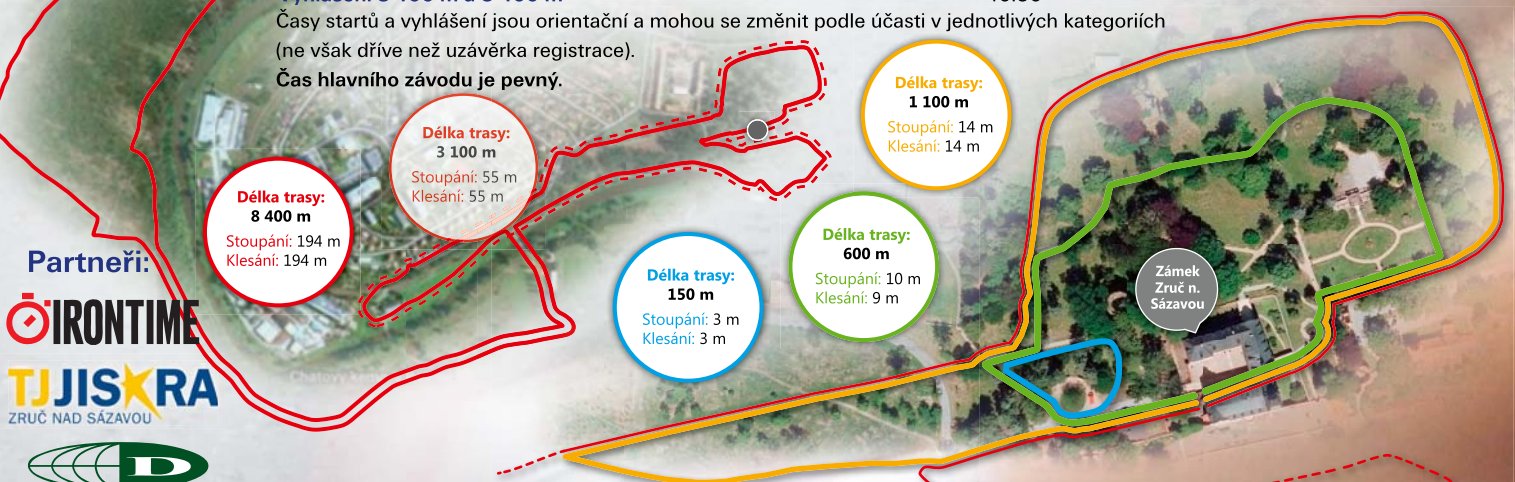 Časy startů a vyhlášení jsou orientační a mohou se změnit podle účasti v jednotlivých kategoriích
(ne však dříve než uzávěrka registrace).
Čas hlavního závodu je pevný.
Délka trasy:
1 100 m
Stoupání: 14 m
Klesání: 14 m
Délka trasy:
3 100 m
Stoupání: 55 m
Klesání: 55 m
Délka trasy:
8 400 m
Stoupání: 194 m
Klesání: 194 m
Délka trasy:
600 m
Stoupání: 10 m
Klesání: 9 m
Délka trasy:
150 m
Stoupání: 3 m
Klesání: 3 m
Zámek
Zruč n.
Sázavou
Partneři:
IRONTIME
TJ JISKRA
ZRUČ NAD SÁZAVOU
D